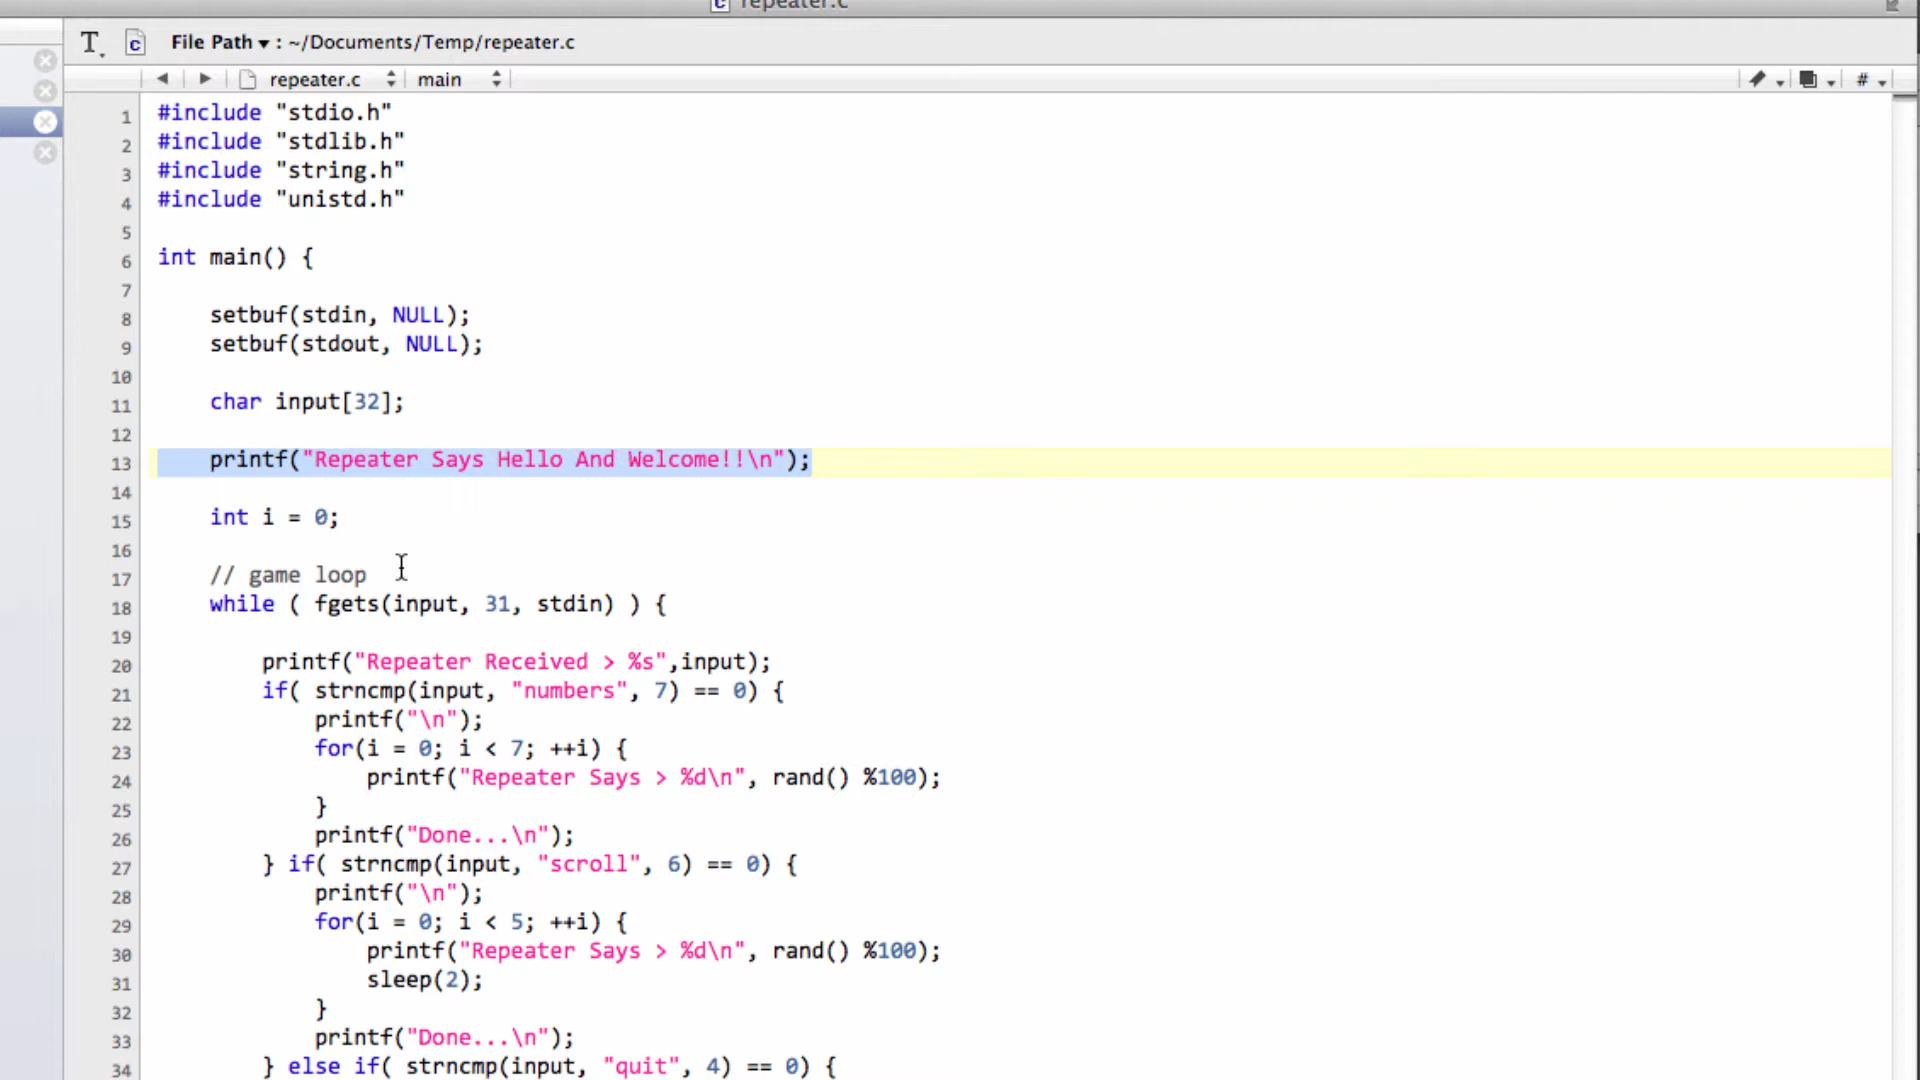 repeater.c
File Path ▾ : ~/Documents/Temp/repeater.c
repeater.c main #
1 #include "stdio.h"
2 #include "stdlib.h"
3 #include "string.h"
4 #include "unistd.h"
5
6 int main() {
7
8     setbuf(stdin, NULL);
9     setbuf(stdout, NULL);
10
11     char input[32];
12
13     printf("Repeater Says Hello And Welcome!!\n");
14
15     int i = 0;
16
17     // game loop
18     while ( fgets(input, 31, stdin) ) {
19
20         printf("Repeater Received > %s",input);
21         if( strncmp(input, "numbers", 7) == 0) {
22             printf("\n");
23             for(i = 0; i < 7; ++i) {
24                 printf("Repeater Says > %d\n", rand() %100);
25             }
26             printf("Done...\n");
27         } if( strncmp(input, "scroll", 6) == 0) {
28             printf("\n");
29             for(i = 0; i < 5; ++i) {
30                 printf("Repeater Says > %d\n", rand() %100);
31                 sleep(2);
32             }
33             printf("Done...\n");
34         } else if( strncmp(input, "quit", 4) == 0) {